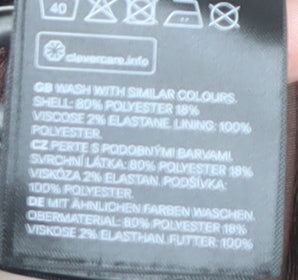 40
clevercare.info
GB WASH WITH SIMILAR COLOURS.
SHELL: 80% POLYESTER 18%
VISCOSE 2% ELASTANE. LINING: 100%
POLYESTER.
CZ PERTE S PODOBNÝMI BARVAMI.
SVRCHNÍ LÁTKA: 80% POLYESTER 18%
VISKÓZA 2% ELASTAN. PODŠÍVKA:
100% POLYESTER.
DE MIT ÄHNLICHEN FARBEN WASCHEN.
OBERMATERIAL: 80% POLYESTER 18%
VISKOSE 2% ELASTHAN. FUTTER: 100%